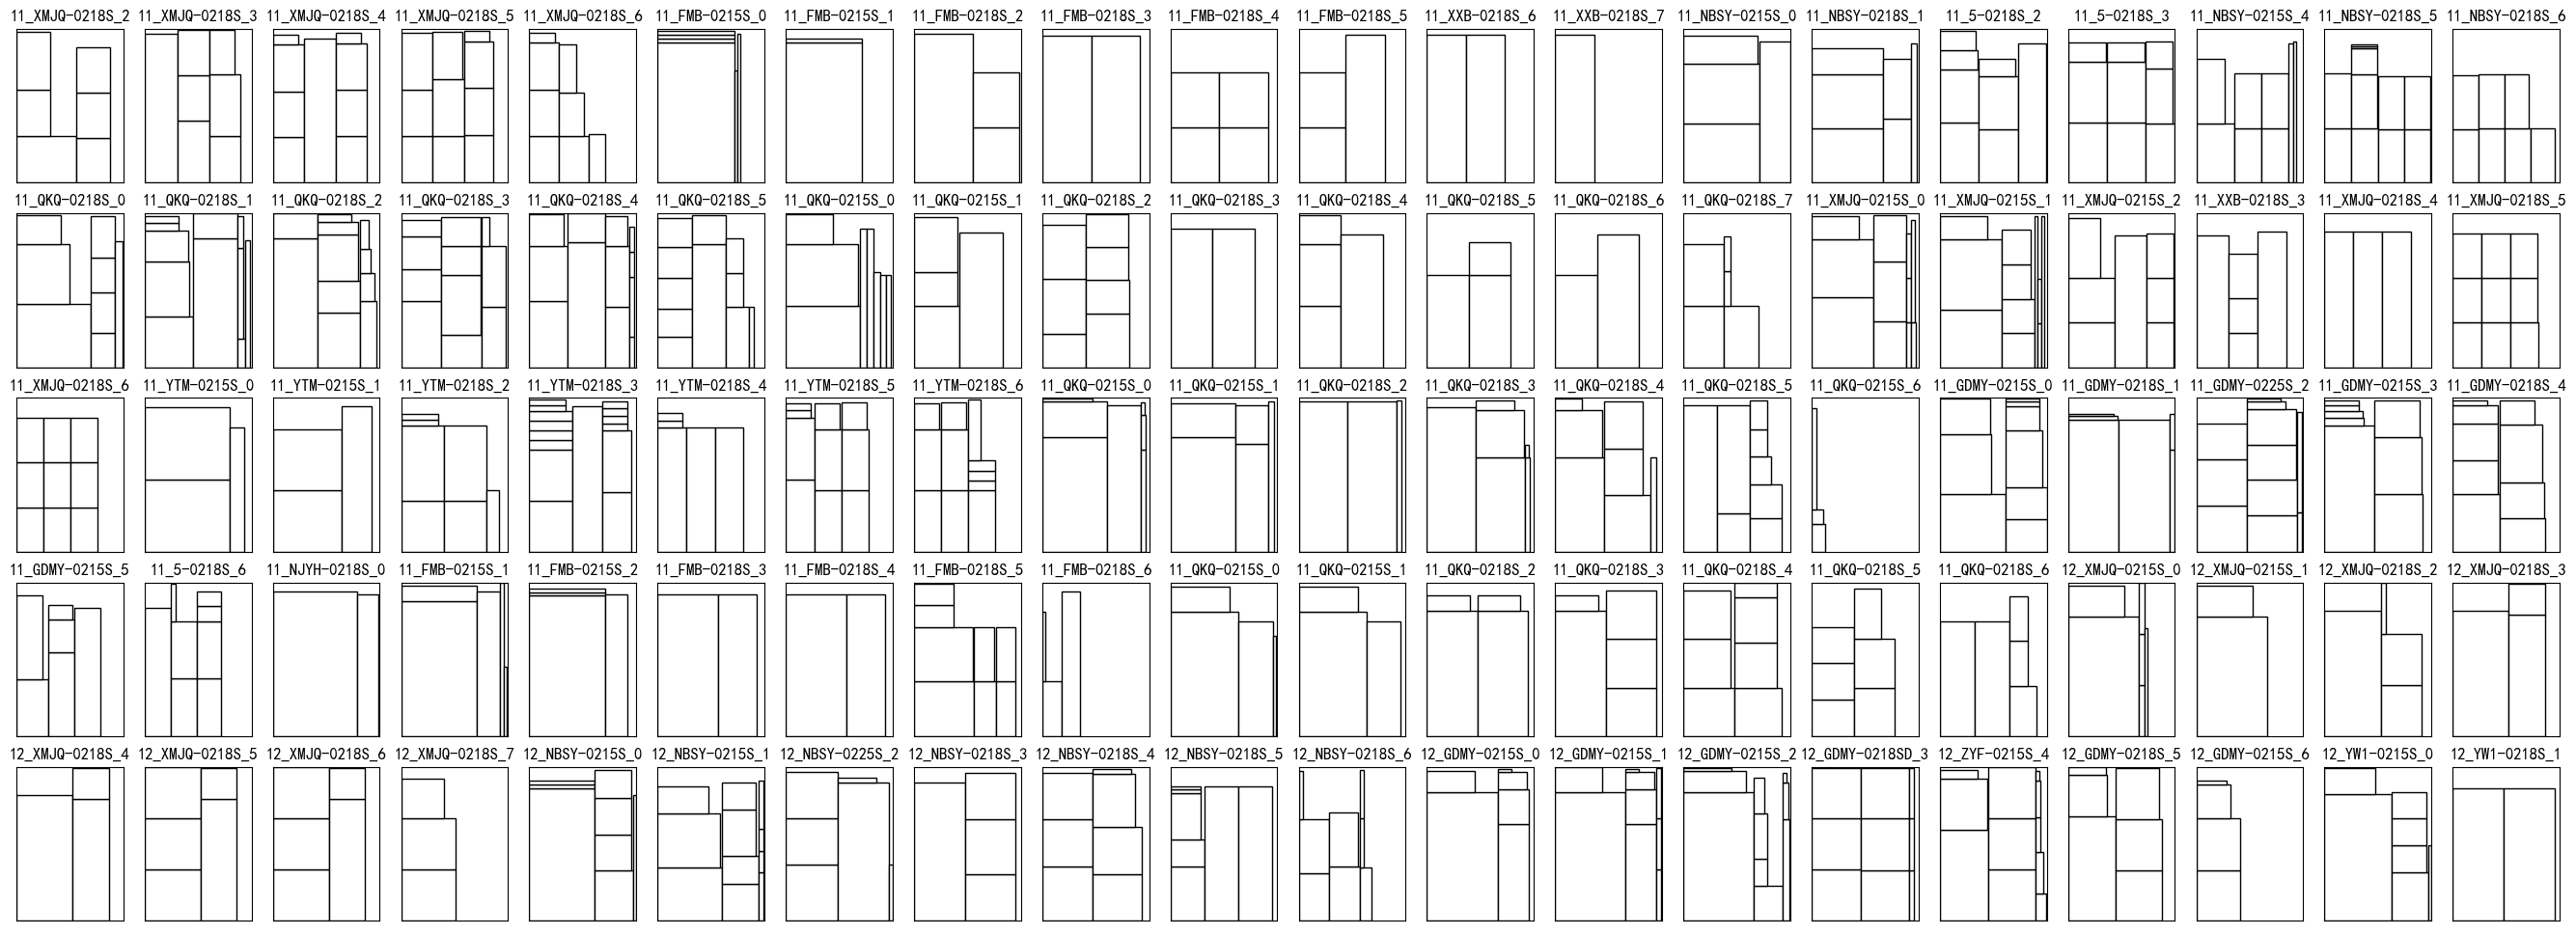 11_XMJQ-0218S_2 11_XMJQ-0218S_3 11_XMJQ-0218S_4 11_XMJQ-0218S_5 11_XMJQ-0218S_6 11_FMB-0215S_0 11_FMB-0215S_1 11_FMB-0218S_2 11_FMB-0218S_3 11_FMB-0218S_4 11_FMB-0218S_5 11_XXB-0218S_6 11_XXB-0218S_7 11_NBSY-0215S_0 11_NBSY-0218S_1 11_5-0218S_2 11_5-0218S_3 11_NBSY-0215S_4 11_NBSY-0218S_5 11_NBSY-0218S_6
11_QKQ-0218S_0 11_QKQ-0218S_1 11_QKQ-0218S_2 11_QKQ-0218S_3 11_QKQ-0218S_4 11_QKQ-0218S_5 11_QKQ-0215S_0 11_QKQ-0215S_1 11_QKQ-0218S_2 11_QKQ-0218S_3 11_QKQ-0218S_4 11_QKQ-0218S_5 11_QKQ-0218S_6 11_QKQ-0218S_7 11_XMJQ-0215S_0 11_XMJQ-0215S_1 11_XMJQ-0215S_2 11_XXB-0218S_3 11_XMJQ-0218S_4 11_XMJQ-0218S_5
11_XMJQ-0218S_6 11_YTM-0215S_0 11_YTM-0215S_1 11_YTM-0218S_2 11_YTM-0218S_3 11_YTM-0218S_4 11_YTM-0218S_5 11_YTM-0218S_6 11_QKQ-0215S_0 11_QKQ-0215S_1 11_QKQ-0218S_2 11_QKQ-0218S_3 11_QKQ-0218S_4 11_QKQ-0218S_5 11_QKQ-0215S_6 11_GDMY-0215S_0 11_GDMY-0218S_1 11_GDMY-0225S_2 11_GDMY-0215S_3 11_GDMY-0218S_4
11_GDMY-0215S_5 11_5-0218S_6 11_NJYH-0218S_0 11_FMB-0215S_1 11_FMB-0215S_2 11_FMB-0218S_3 11_FMB-0218S_4 11_FMB-0218S_5 11_FMB-0218S_6 11_QKQ-0215S_0 11_QKQ-0215S_1 11_QKQ-0218S_2 11_QKQ-0218S_3 11_QKQ-0218S_4 11_QKQ-0218S_5 11_QKQ-0218S_6 12_XMJQ-0215S_0 12_XMJQ-0215S_1 12_XMJQ-0218S_2 12_XMJQ-0218S_3
12_XMJQ-0218S_4 12_XMJQ-0218S_5 12_XMJQ-0218S_6 12_XMJQ-0218S_7 12_NBSY-0215S_0 12_NBSY-0215S_1 12_NBSY-0225S_2 12_NBSY-0218S_3 12_NBSY-0218S_4 12_NBSY-0218S_5 12_NBSY-0218S_6 12_GDMY-0215S_0 12_GDMY-0215S_1 12_GDMY-0215S_2 12_GDMY-0218SD_3 12_ZYF-0215S_4 12_GDMY-0218S_5 12_GDMY-0215S_6 12_YW1-0215S_0 12_YW1-0218S_1